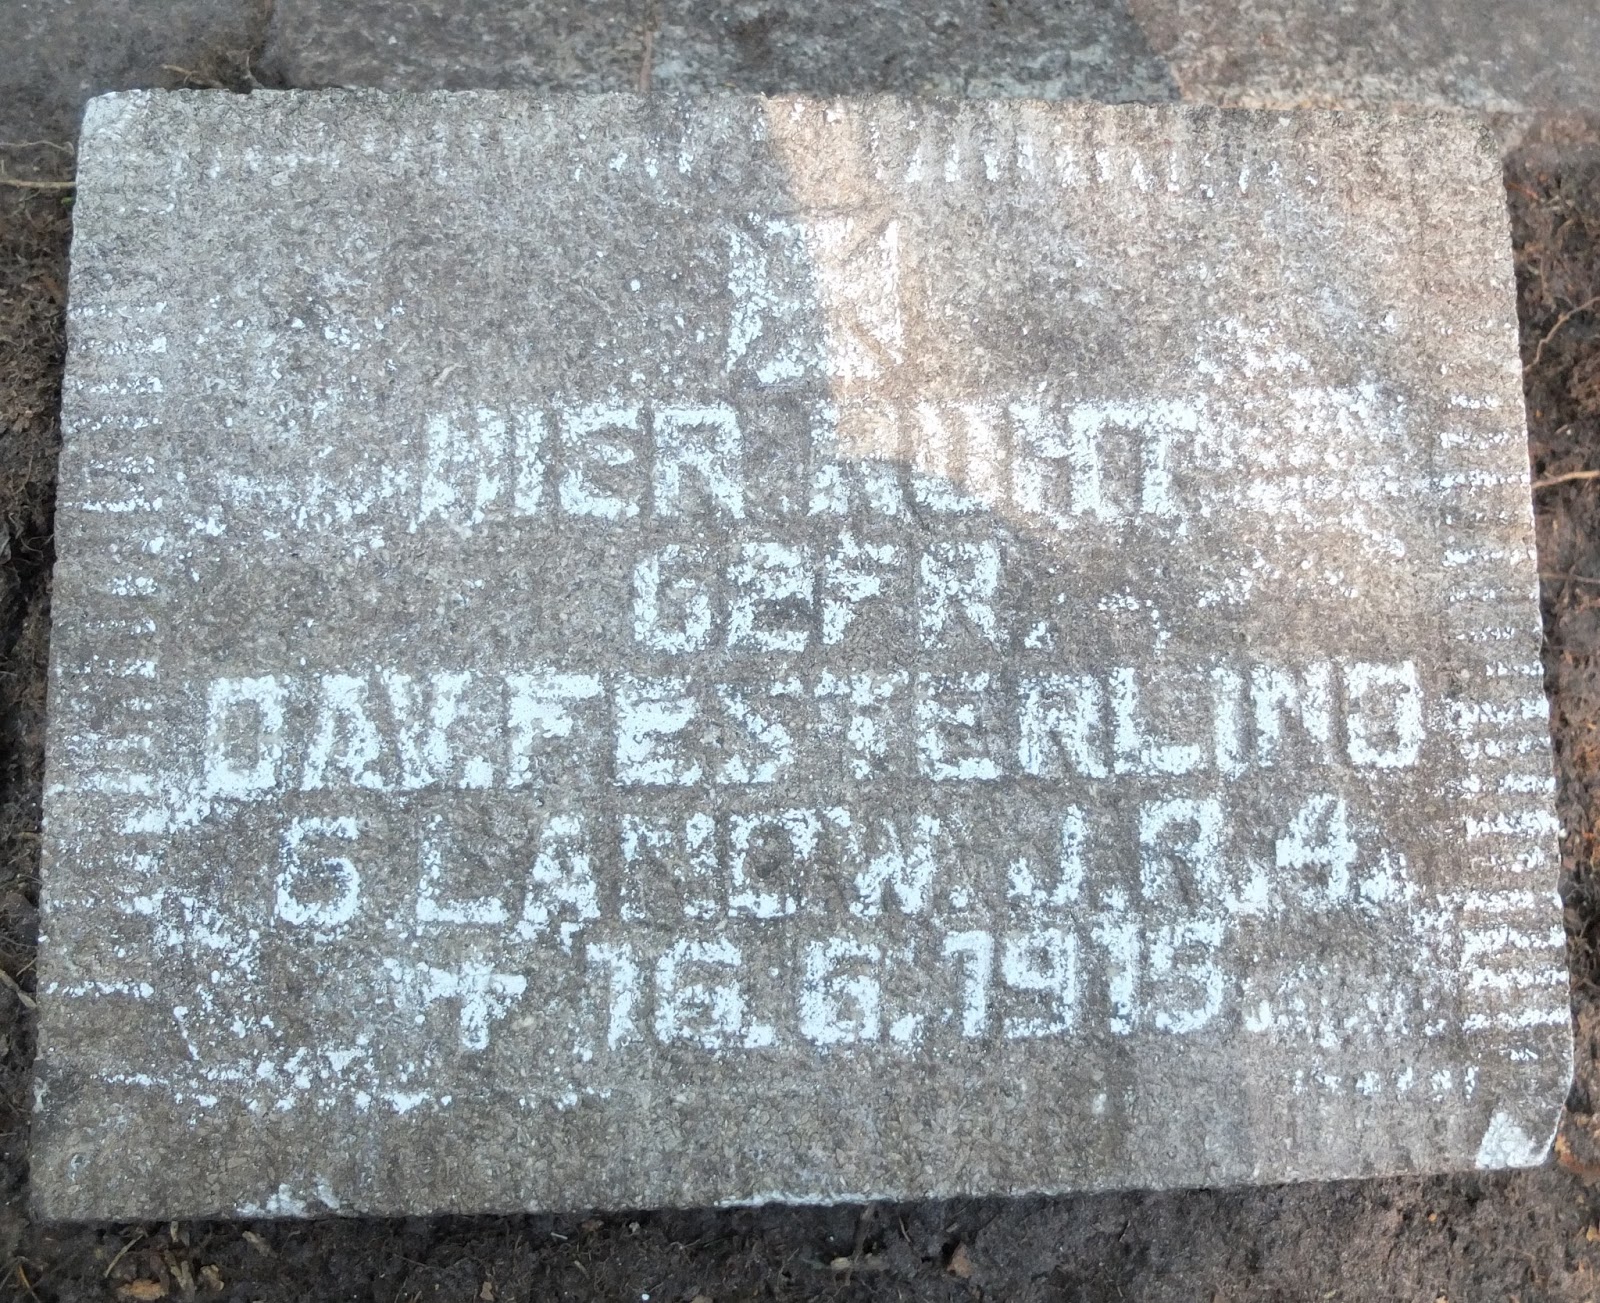 HIER RUHT
GEFR.
DAV. FESTERLING
6 LANDW. J. R. 4.
† 16. 6. 1915.